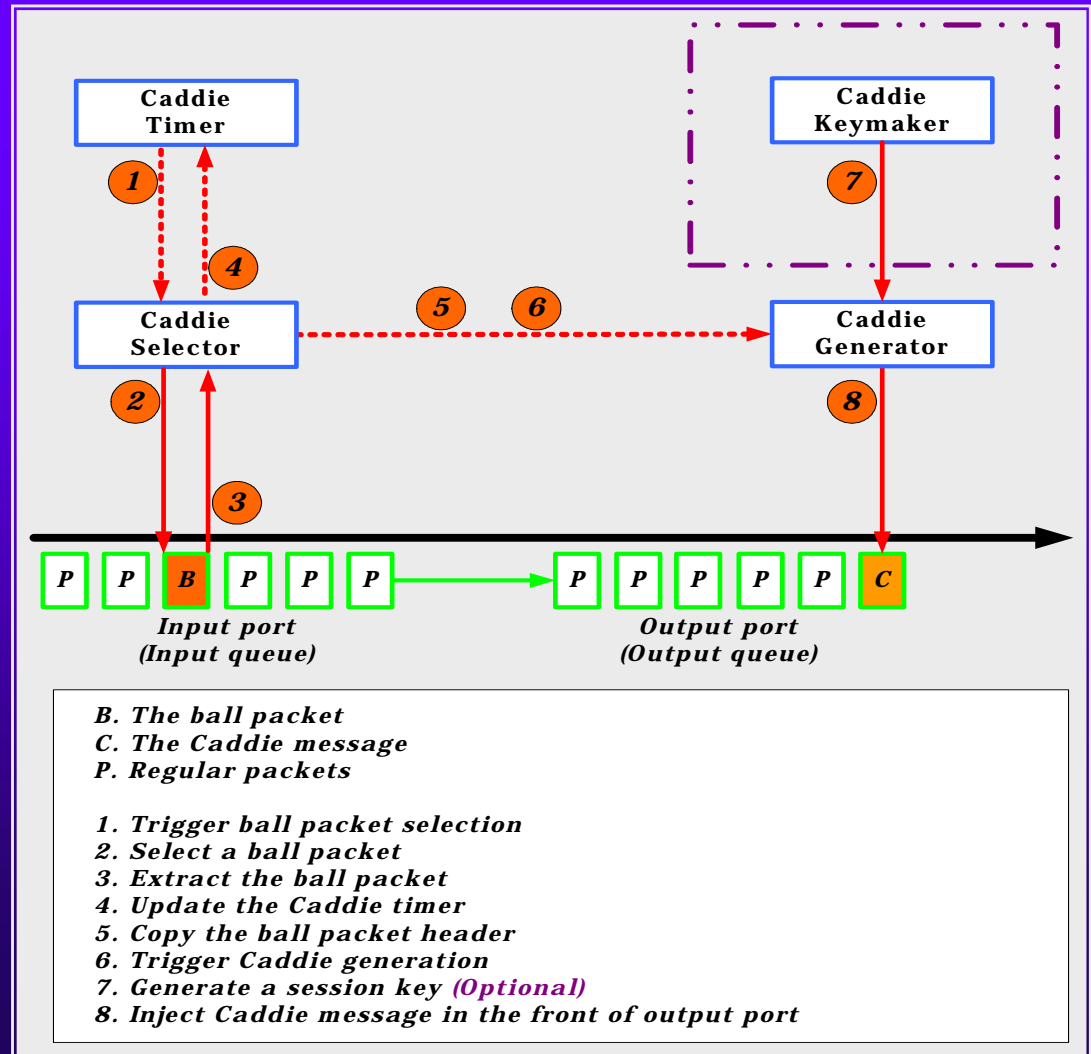 Caddie
Timer
Caddie
Keymaker
1
7
4
Caddie
Selector
5
6
Caddie
Generator
2
8
3
P
P
B
P
P
P
P
P
P
P
P
C
Input port
(Input queue)
Output port
(Output queue)
B. The ball packet
C. The Caddie message
P. Regular packets
1. Trigger ball packet selection
2. Select a ball packet
3. Extract the ball packet
4. Update the Caddie timer
5. Copy the ball packet header
6. Trigger Caddie generation
7. Generate a session key (Optional)
8. Inject Caddie message in the front of output port